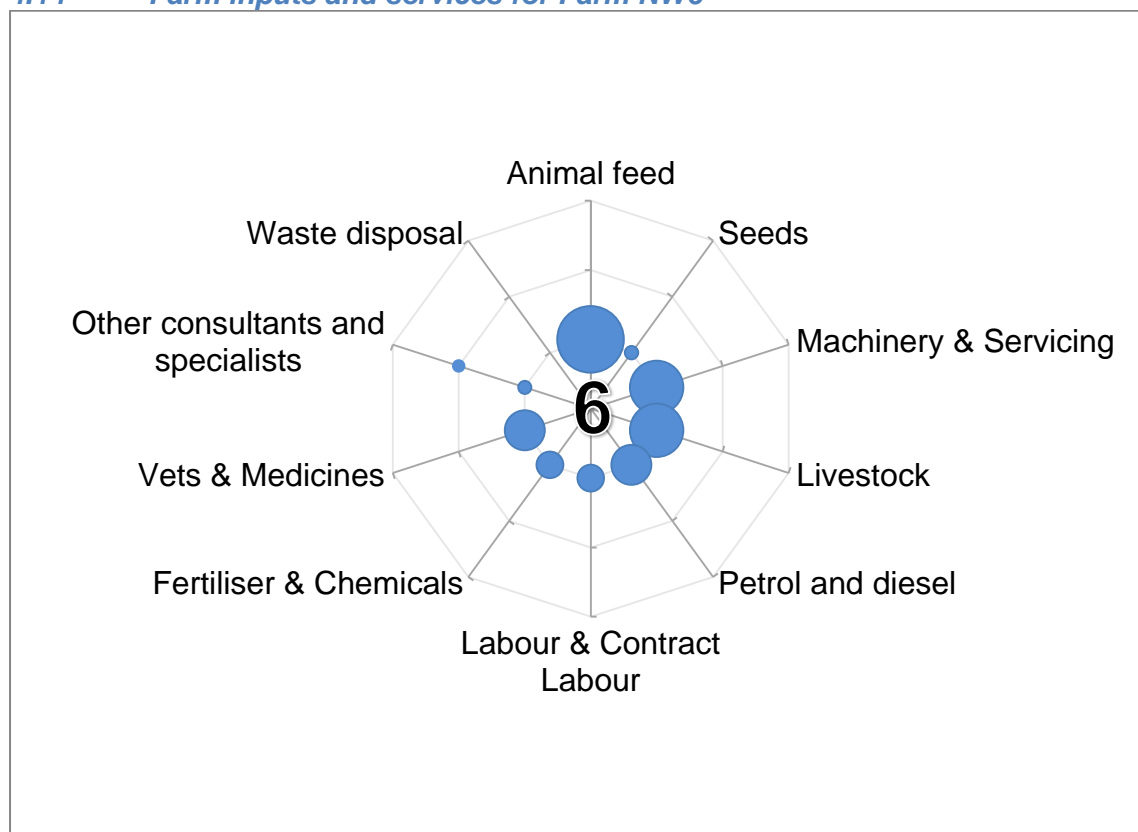 Farm inputs and services for Farm NW6
Animal feed
Waste disposal
Seeds
Other consultants and
specialists
Machinery & Servicing
6
Vets & Medicines
Livestock
Fertiliser & Chemicals
Petrol and diesel
Labour & Contract
Labour